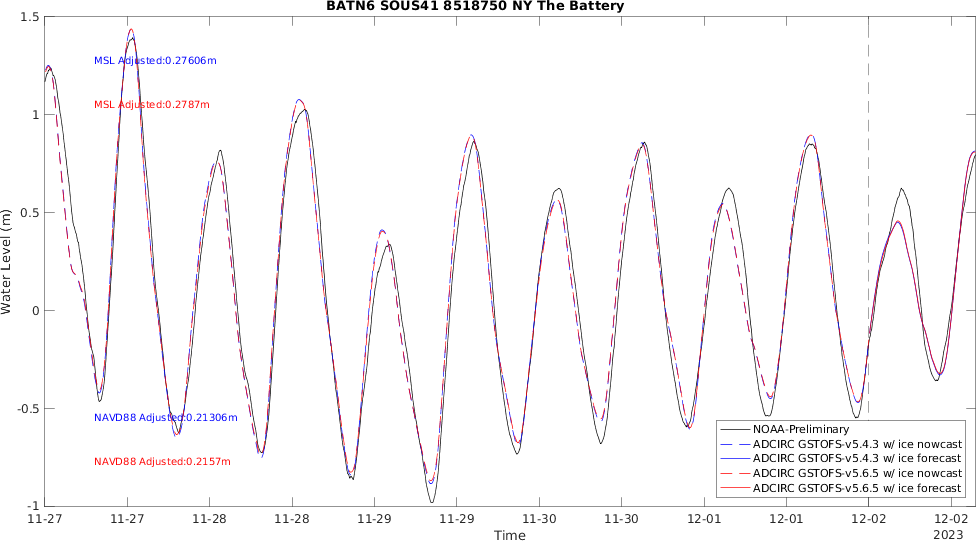 BATN6 SOUS41 8518750 NY The Battery
1.5
MSL Adjusted:0.27606m
MSL Adjusted:0.2787m
1
0.5
Water Level (m)
0
-0.5
NAVD88 Adjusted:0.21306m
NAVD88 Adjusted:0.2157m
NOAA-Preliminary
ADCIRC GSTOFS-v5.4.3 w/ ice nowcast
ADCIRC GSTOFS-v5.4.3 w/ ice forecast
ADCIRC GSTOFS-v5.6.5 w/ ice nowcast
ADCIRC GSTOFS-v5.6.5 w/ ice forecast
-1
11-27 11-27 11-28 11-28 11-29 11-29 11-30 11-30 12-01 12-01 12-02 12-02
Time
2023